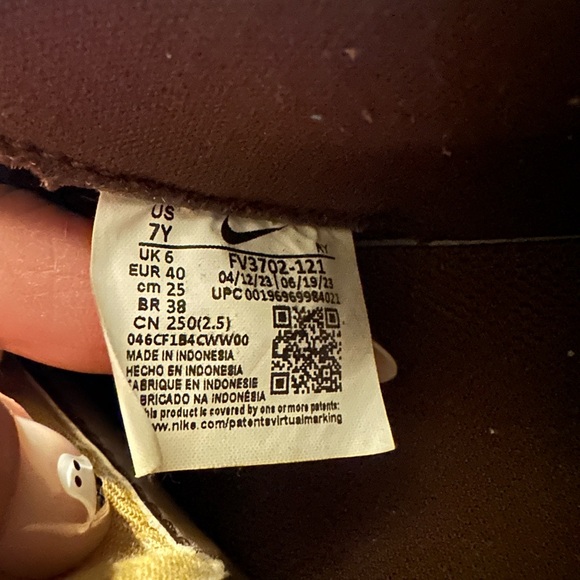 US
7Y
NY
UK 6
EUR 40
cm 25
BR 38
CN 250(2.5)
FV3702-121
04/12/23 06/19/23
UPC 00196969984021
046CF1B4CWW00
MADE IN INDONESIA
HECHO EN INDONESIA
FABRIQUE EN INDONESIE
FABRICADO NA INDONÉSIA
This product is covered by one or more patents:
www.nike.com/patentsvirtualmarking